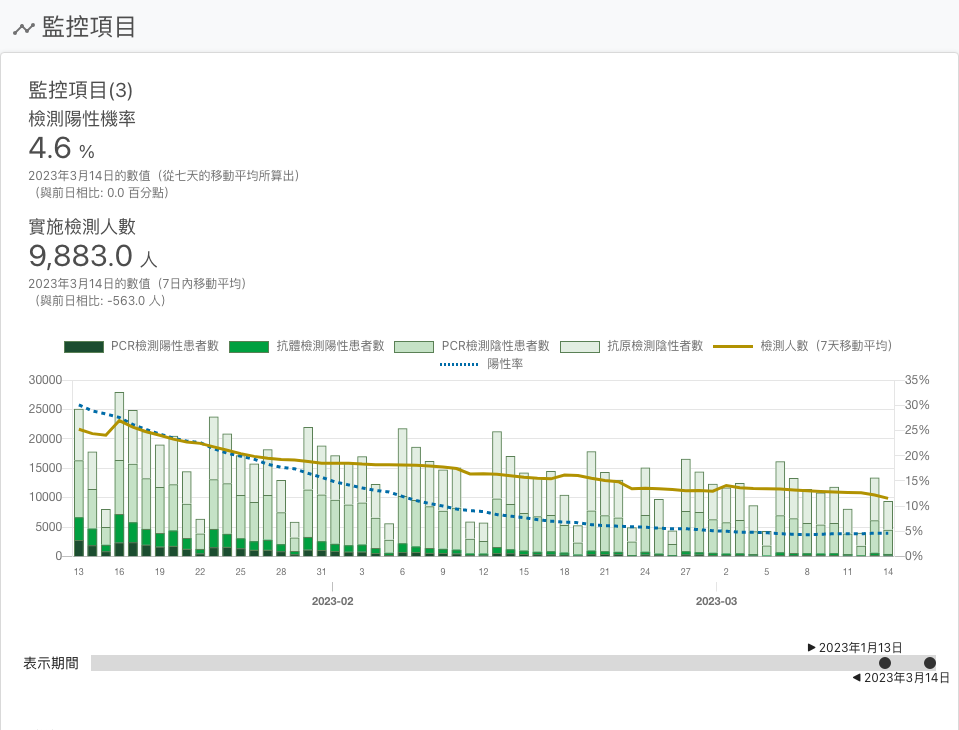 監控項目
監控項目(3)
檢測陽性機率
4.6 %
2023年3月14日的數值（從七天的移動平均所算出）
（與前日相比: 0.0 百分點）
實施檢測人數
9,883.0 人
2023年3月14日的數值（7日內移動平均）
（與前日相比: -563.0 人）
PCR檢測陽性患者數 抗體檢測陽性患者數 PCR檢測陰性患者數 抗原檢測陰性者數 檢測人數（7天移動平均）
陽性率
30000 35%
25000 30%
20000 25%
15000 20%
10000 15%
5000 10%
0 5%
0%
13 16 19 22 25 28 31 3 6 9 12 15 18 21 24 27 2 5 8 11 14
2023-02 2023-03
▶ 2023年1月13日
表示期間
◀ 2023年3月14日